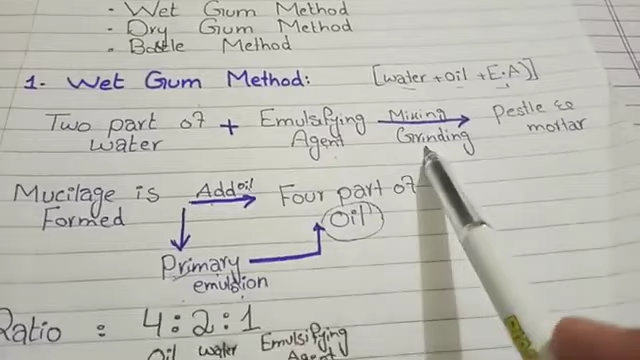 · Wet Gum Method
· Dry Gum Method
· Bottle Method
1. Wet Gum Method: [water + oil + E.A]
Two part of water + Emulsifying Agent Mixing Grinding Pestle & mortar
Mucilage is Formed Add oil Four part of Oil
Primary emulsion
Ratio : 4:2:1
Oil water Emulsifying Agent